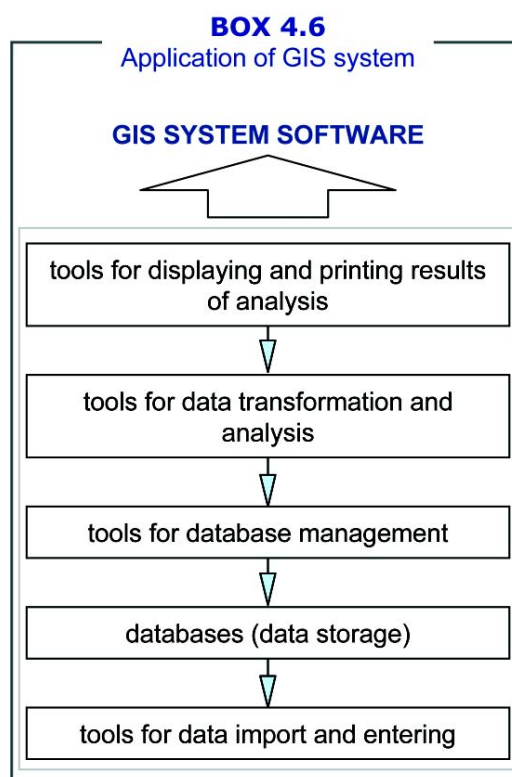 BOX 4.6
Application of GIS system
GIS SYSTEM SOFTWARE
tools for displaying and printing results
of analysis
tools for data transformation and
analysis
tools for database management
databases (data storage)
tools for data import and entering